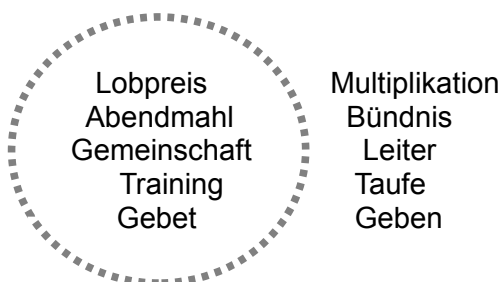 Lobpreis Multiplikation
Abendmahl Bündnis
Gemeinschaft Leiter
Training Taufe
Gebet Geben